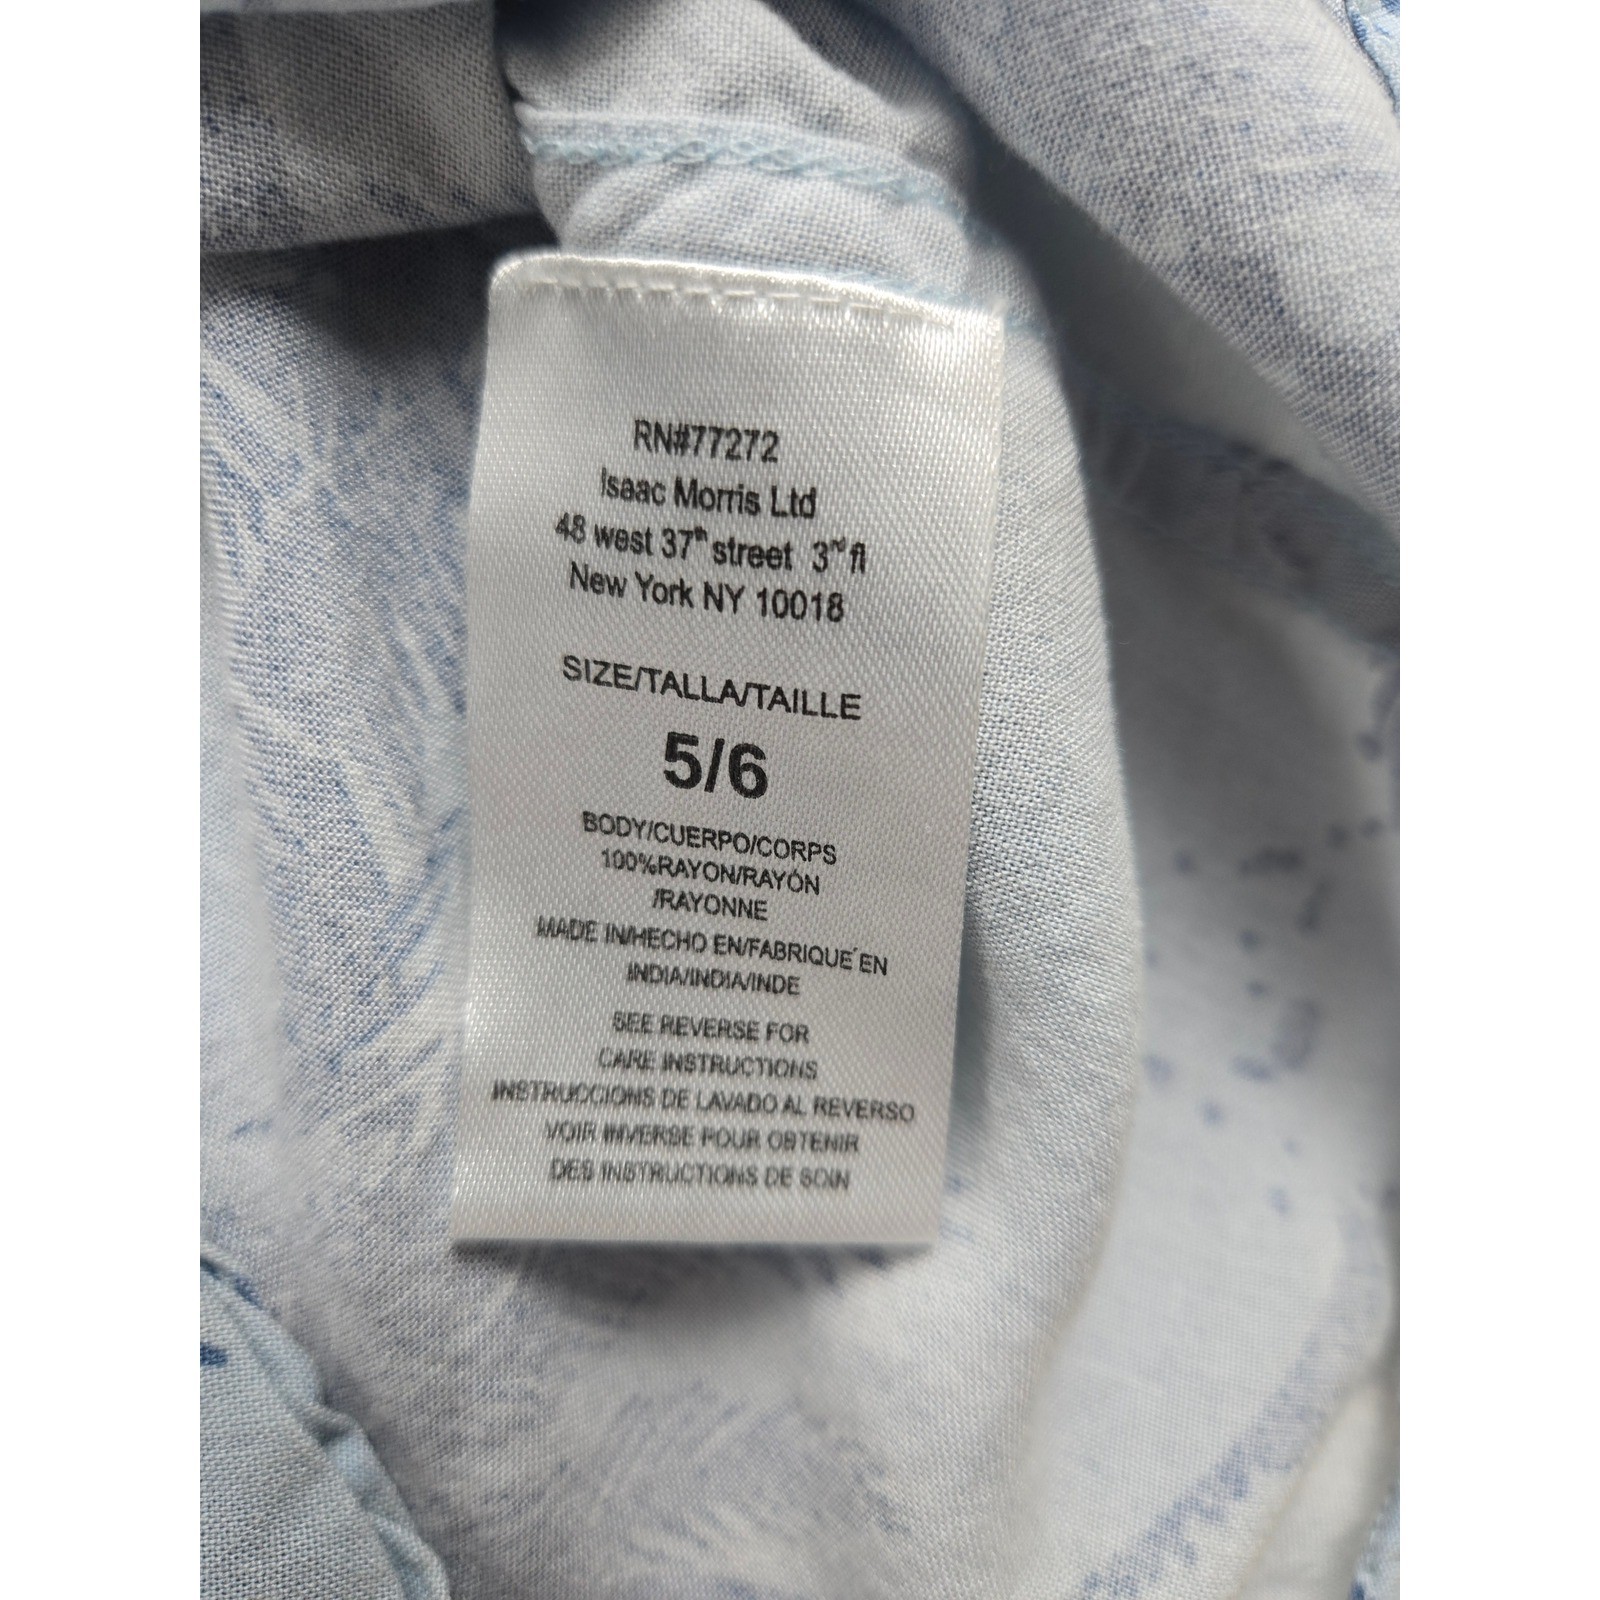 RN#77272
Isaac Morris Ltd
48 west 37th street 3rd fl
New York NY 10018
SIZE/TALLA/TAILLE
5/6
BODY/CUERPO/CORPS
100%RAYON/RAYÓN
/RAYONNE
MADE IN/HECHO EN/FABRIQUE´ EN
INDIA/INDIA/INDE
SEE REVERSE FOR
CARE INSTRUCTIONS
INSTRUCCIONS DE LAVADO AL REVERSO
VOIR INVERSE POUR OBTENIR
DES INSTRUCTIONS DE SOIN